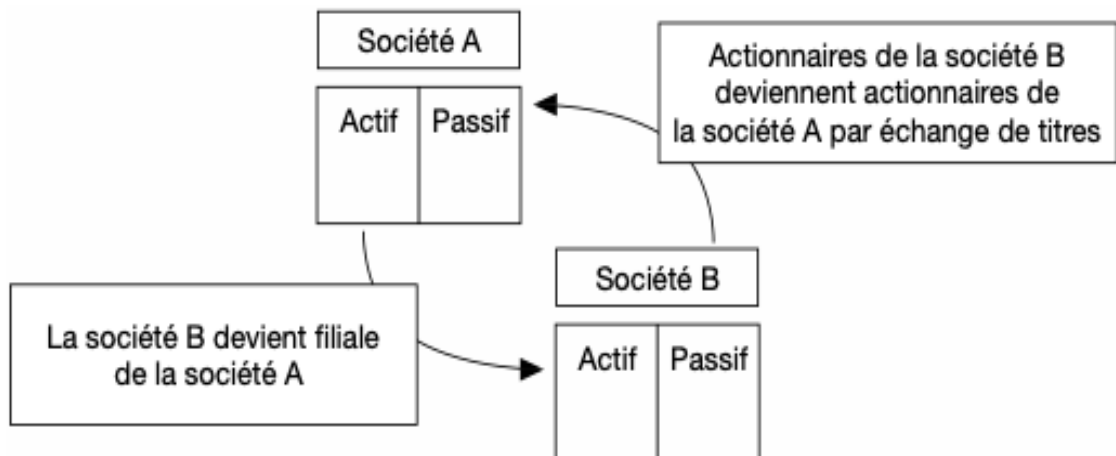 Société A
Actif Passif
Actionnaires de la société B
deviennent actionnaires de
la société A par échange de titres
La société B devient filiale
de la société A
Société B
Actif Passif